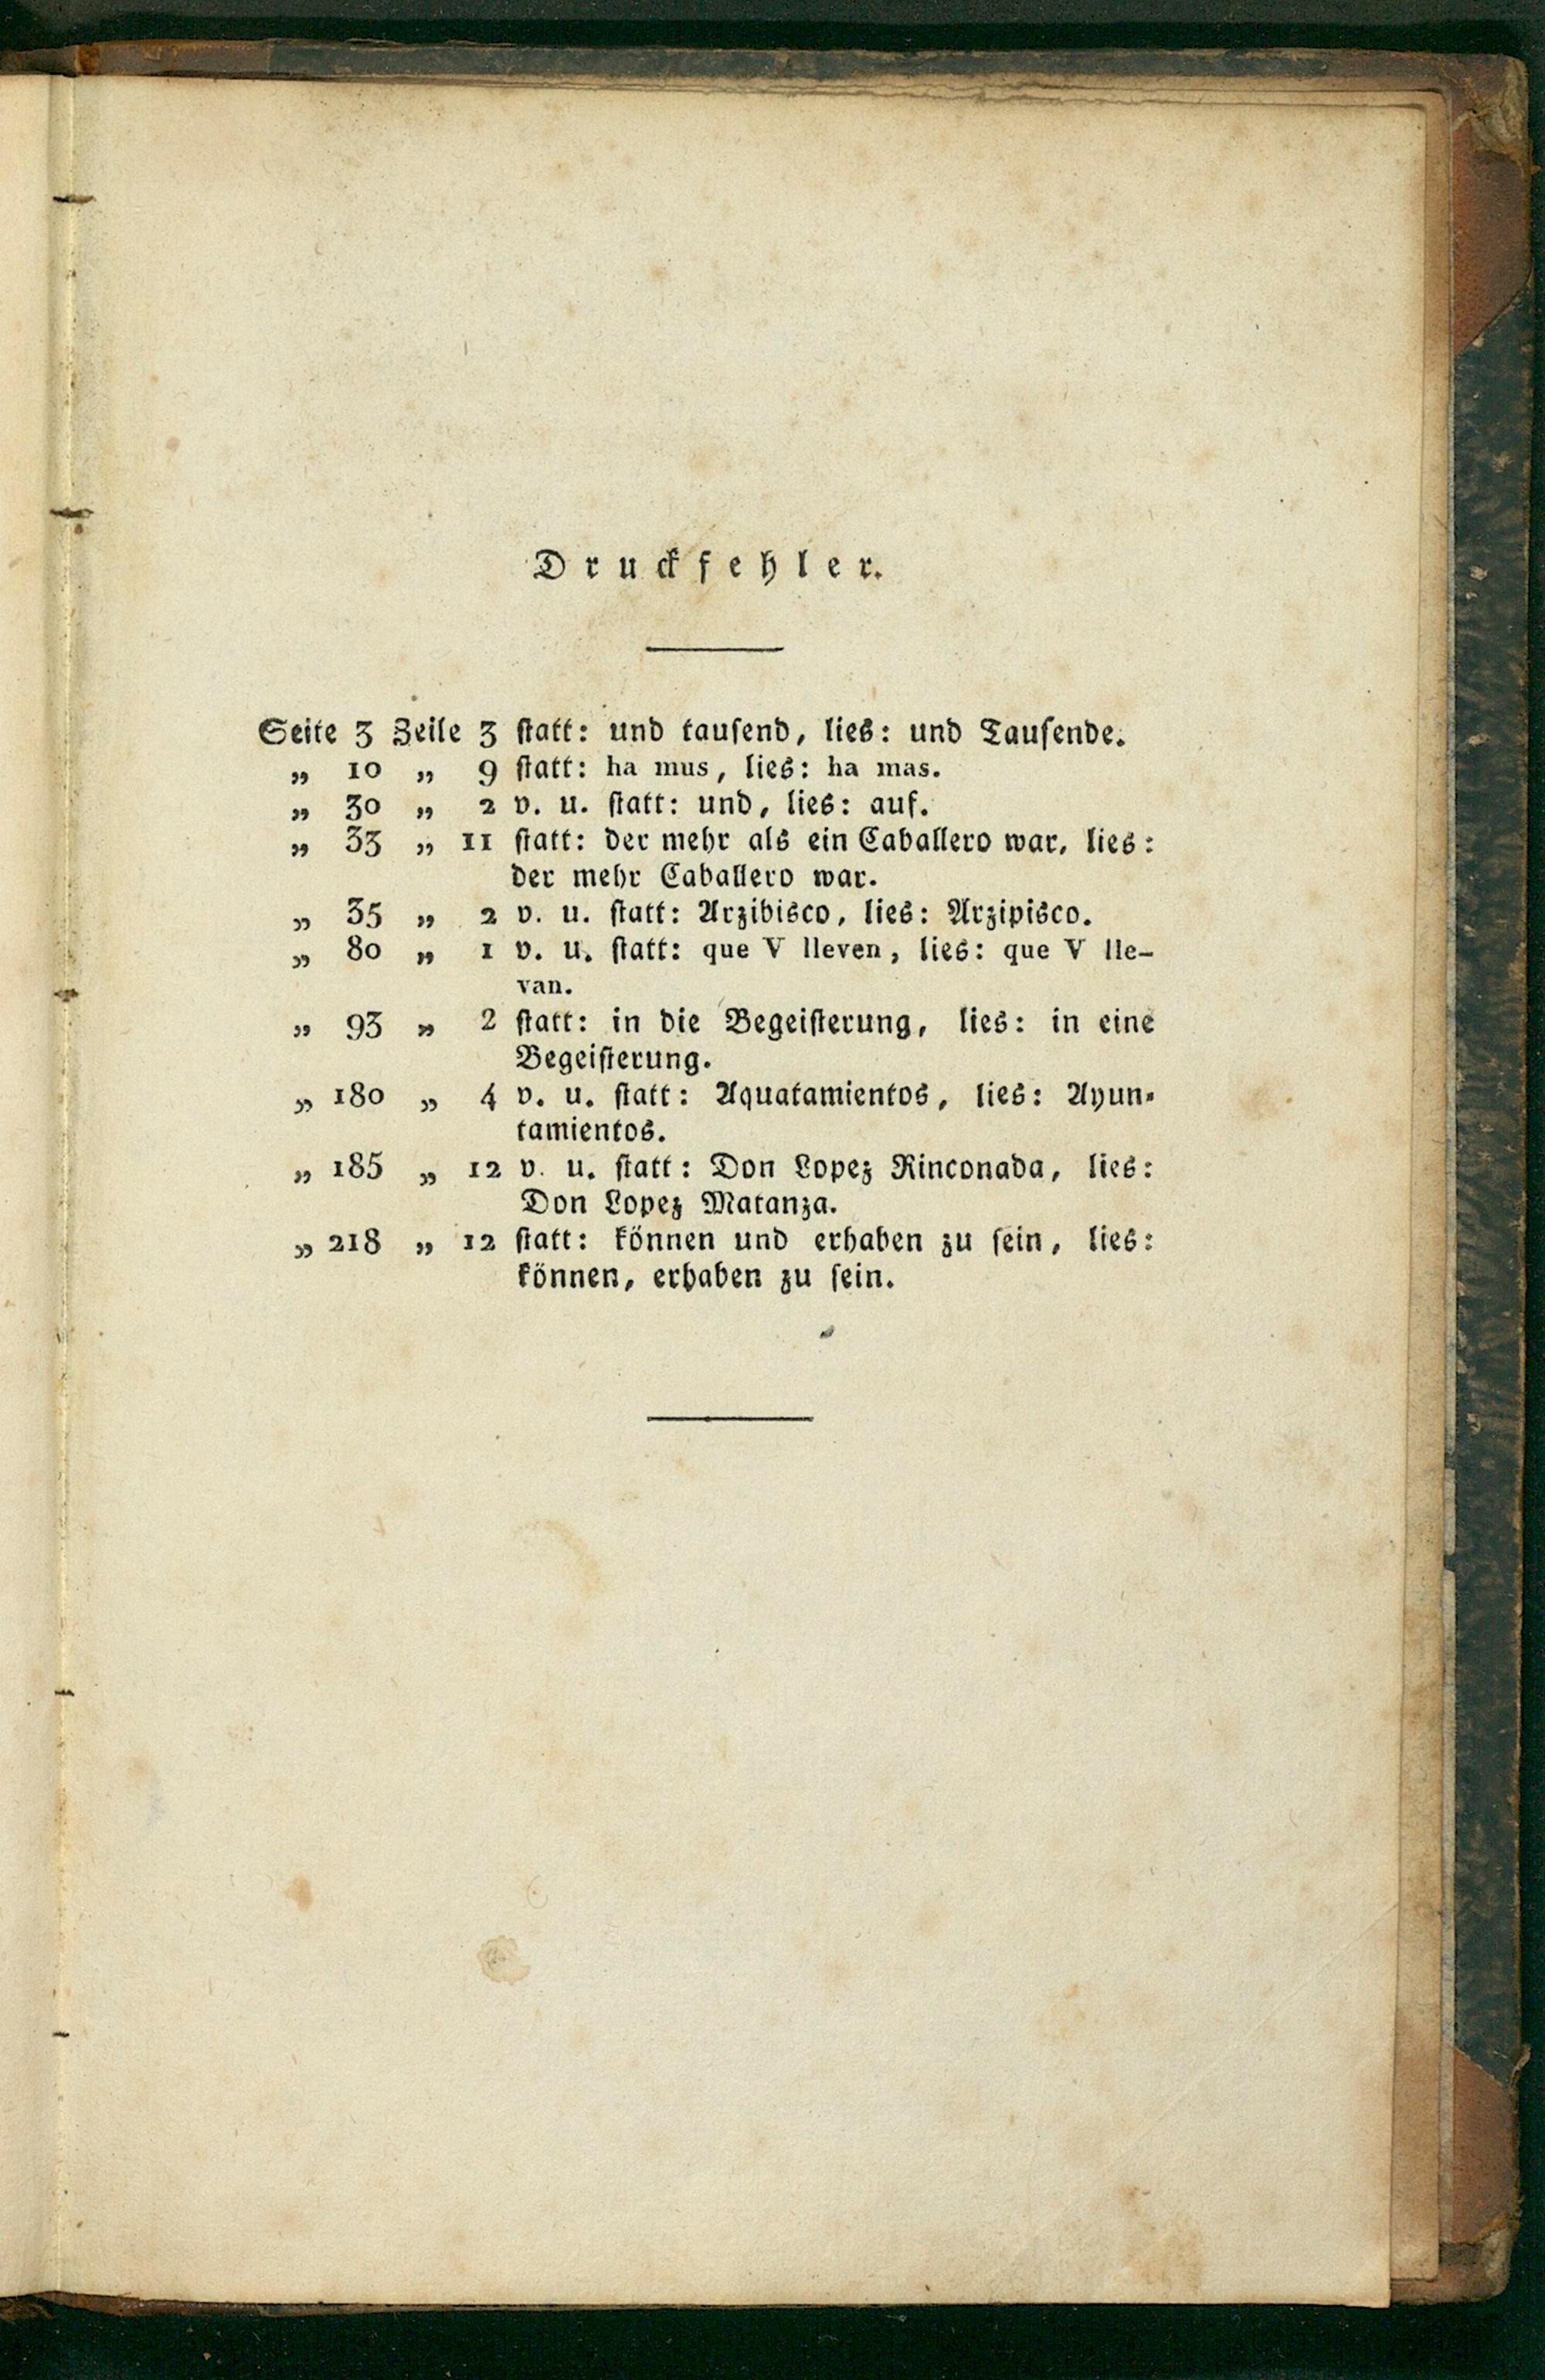 Druckfehler.
Seite 3 Zeile 3 ſtatt: und tauſend, lies: und Tauſende.
„ 10 „ 9 ſtatt: ha mus, lies: ha mas.
„ 30 „ 2 v. u. ſtatt: und, lies: auf.
„ 33 „ 11 ſtatt: der mehr als ein Caballero war, lies:
der mehr Caballero war.
„ 35 „ 2 v. u. ſtatt: Arzibisco, lies: Arzipisco.
„ 80 „ 1 v. u. ſtatt: que V lleven, lies: que V lle-
van.
„ 93 „ 2 ſtatt: in die Begeiſterung, lies: in eine
Begeiſterung.
„ 180 „ 4 v. u. ſtatt: Aquatamientos, lies: Ayun-
tamientos.
„ 185 „ 12 v. u. ſtatt: Don Lopez Rinconada, lies:
Don Lopez Matanza.
„ 218 „ 12 ſtatt: können und erhaben zu ſein, lies:
können, erhaben zu ſein.